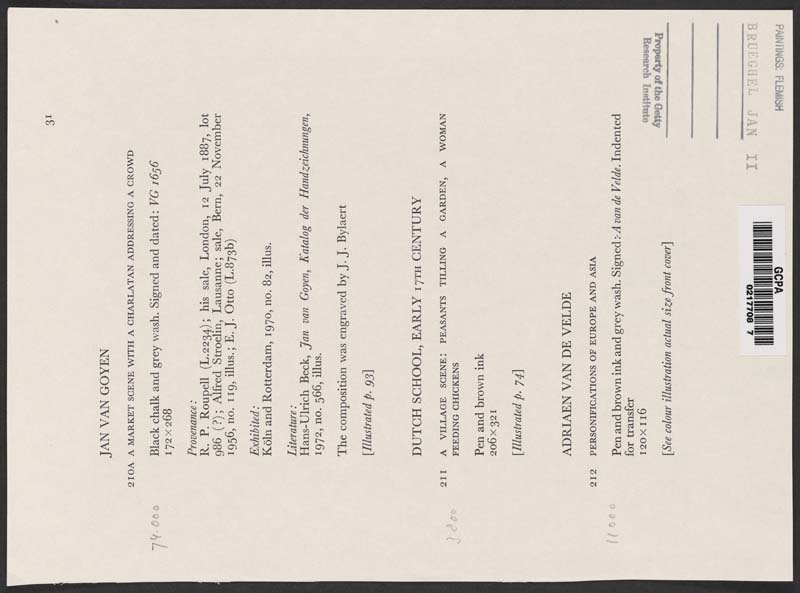 31
JAN VAN GOYEN
210A A MARKET SCENE WITH A CHARLATAN ADDRESSING A CROWD
Black chalk and grey wash. Signed and dated: VG 1656
172×268
Provenance:
R. P. Roupell (L.2234); his sale, London, 12 July 1887, lot
986 (?); Alfred Stroelin, Lausanne; sale, Bern, 22 November
1956, no. 119, illus.; E. J. Otto (L.873b)
Exhibited:
Köln and Rotterdam, 1970, no. 82, illus.
Literature:
Hans-Ulrich Beck, Jan van Goyen, Katalog der Handzeichnungen,
1972, no. 566, illus.
The composition was engraved by J. J. Bylaert
[Illustrated p. 93]
74.000
DUTCH SCHOOL, EARLY 17TH CENTURY
211 A VILLAGE SCENE: PEASANTS TILLING A GARDEN, A WOMAN
FEEDING CHICKENS
Pen and brown ink
206×321
[Illustrated p. 74]
ADRIAEN VAN DE VELDE
212 PERSONIFICATIONS OF EUROPE AND ASIA
Pen and brown ink and grey wash. Signed: A van de Velde. Indented
for transfer
120×116
[See colour illustration actual size front cover]
11000
Property of the Getty
Research Institute
BRUEGHEL JAN II
PAINTINGS: FLEMISH
GCPA
0217708 7